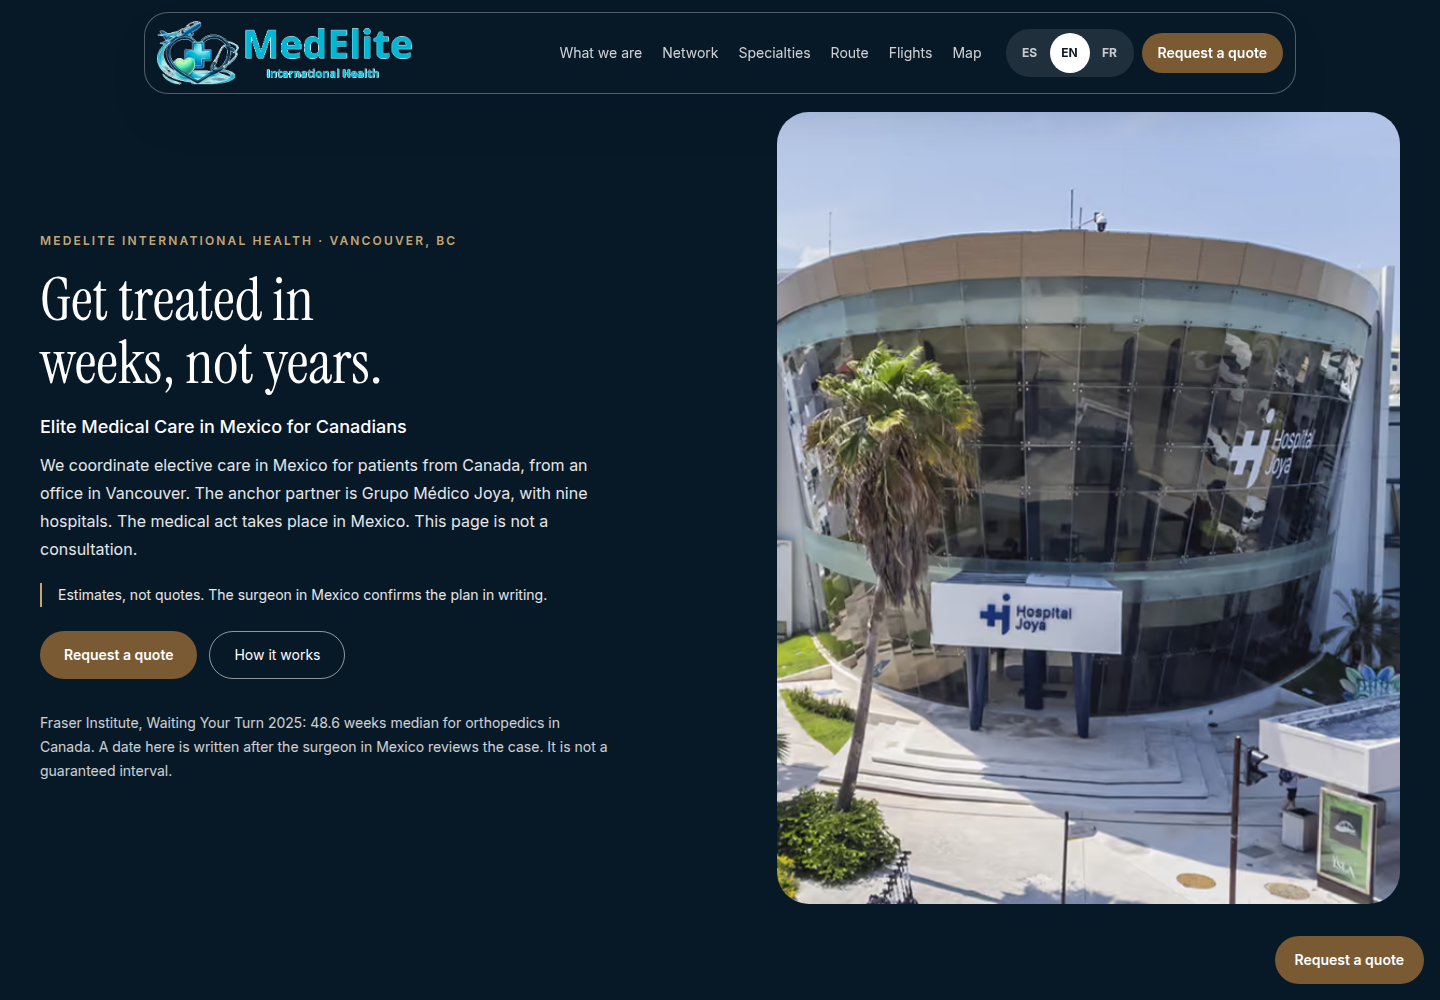 MedElite
International Health
What we are
Network
Specialties
Route
Flights
Map
ES
EN
FR
Request a quote
MEDELITE INTERNATIONAL HEALTH · VANCOUVER, BC
Get treated in
weeks, not years.
Elite Medical Care in Mexico for Canadians
We coordinate elective care in Mexico for patients from Canada, from an
office in Vancouver. The anchor partner is Grupo Médico Joya, with nine
hospitals. The medical act takes place in Mexico. This page is not a
consultation.
Estimates, not quotes. The surgeon in Mexico confirms the plan in writing.
Request a quote
How it works
Fraser Institute, Waiting Your Turn 2025: 48.6 weeks median for orthopedics in
Canada. A date here is written after the surgeon in Mexico reviews the case. It is not a
guaranteed interval.
Hospital
Joya
Hospital
Joya
Request a quote